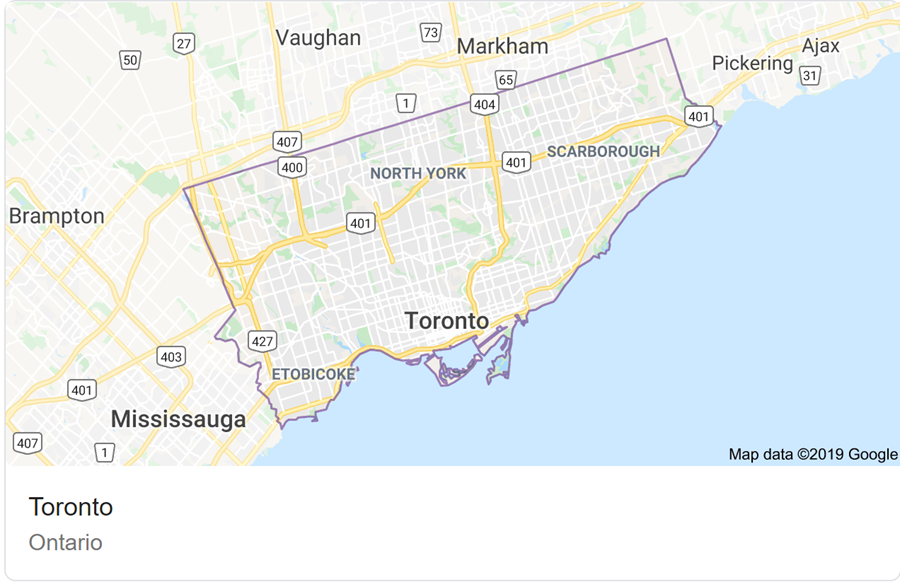 Vaughan
73
Markham
Ajax
27
50
Pickering
31
65
1
404
401
407
400
SCARBOROUGH
401
NORTH YORK
Brampton
401
Toronto
427
403
ETOBICOKE
401
Mississauga
407
1
Map data ©2019 Google
Toronto
Ontario